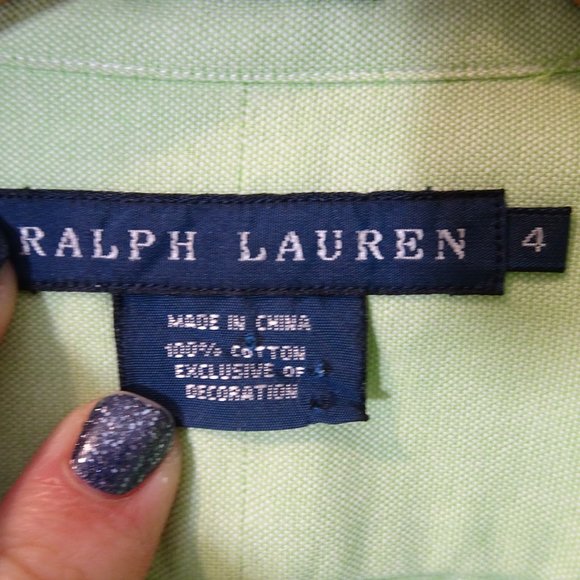 RALPH LAUREN
4
MADE IN CHINA
100% COTTON
EXCLUSIVE OF
DECORATION